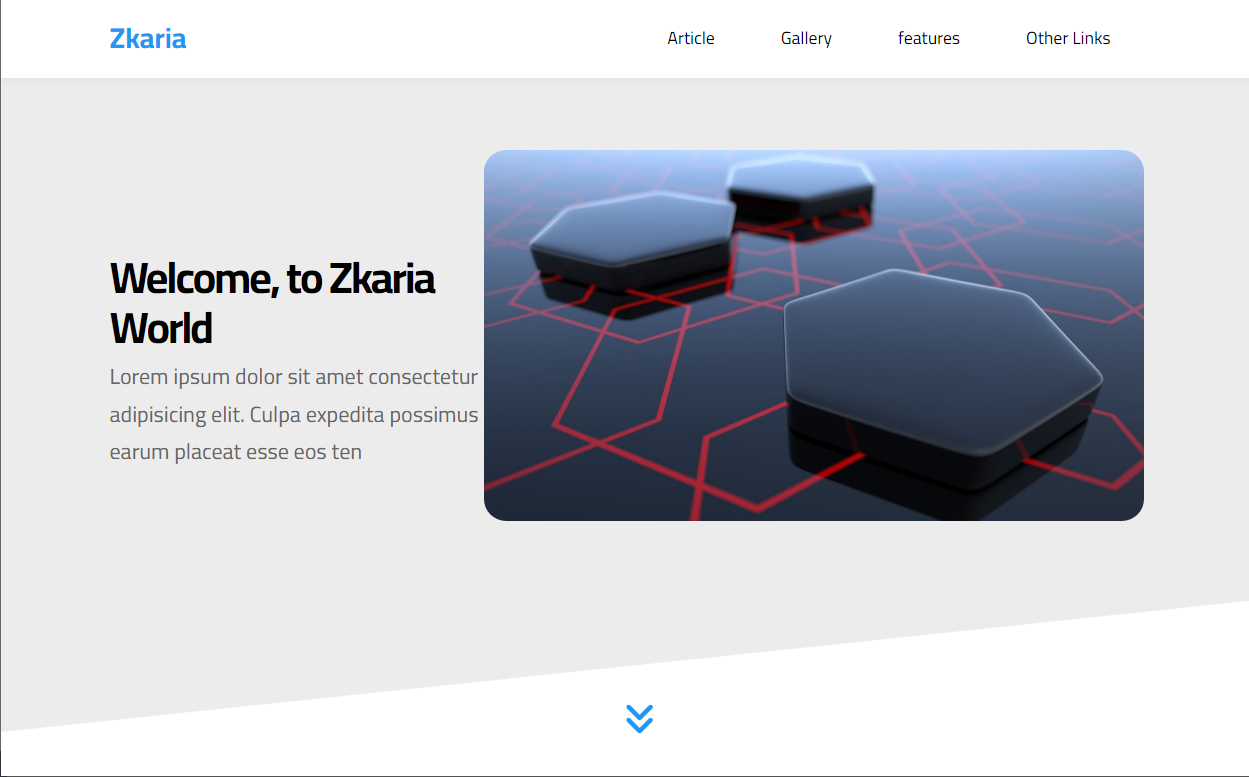 Zkaria
Article
Gallery
features
Other Links
Welcome, to Zkaria
World
Lorem ipsum dolor sit amet consectetur
adipisicing elit. Culpa expedita possimus
earum placeat esse eos ten